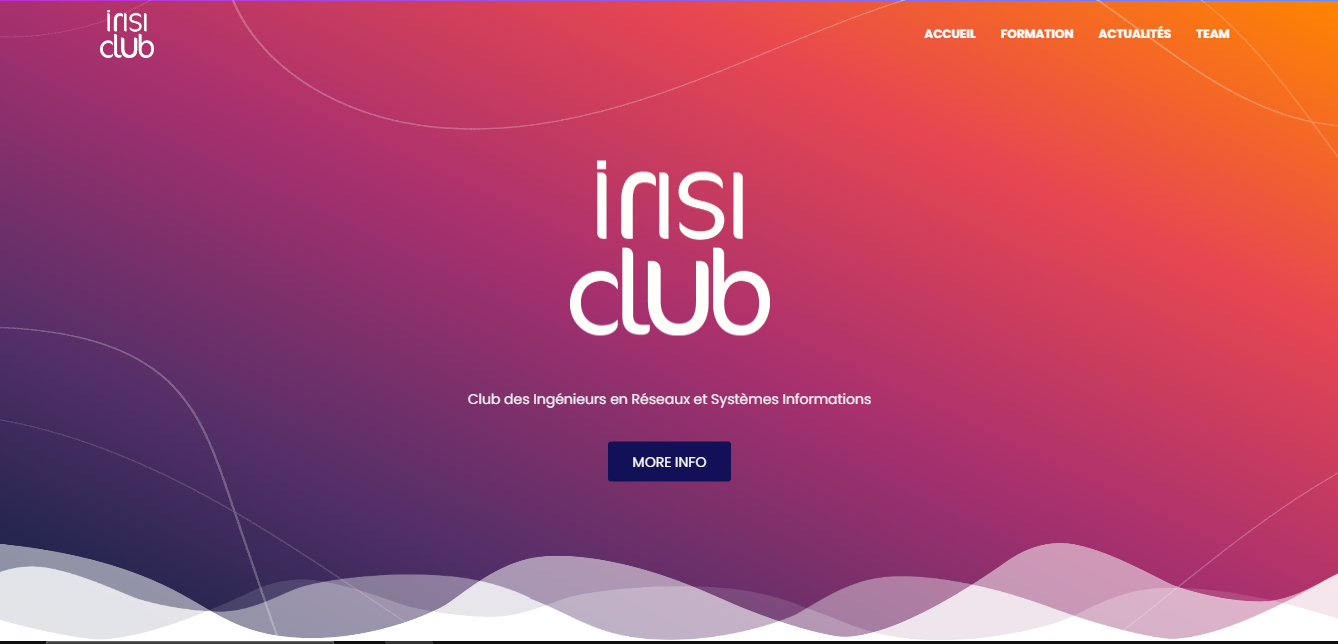 irisi
club
ACCUEIL FORMATION ACTUALITÉS TEAM
irisi
club
Club des Ingénieurs en Réseaux et Systèmes Informations
MORE INFO